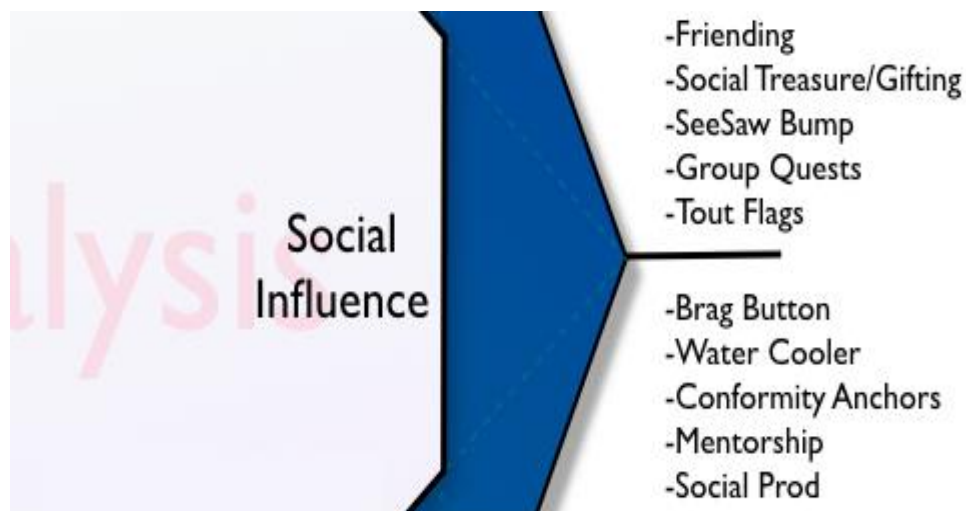 -Friending
-Social Treasure/Gifting
-SeeSaw Bump
-Group Quests
-Tout Flags
alysis
Social
Influence
-Brag Button
-Water Cooler
-Conformity Anchors
-Mentorship
-Social Prod